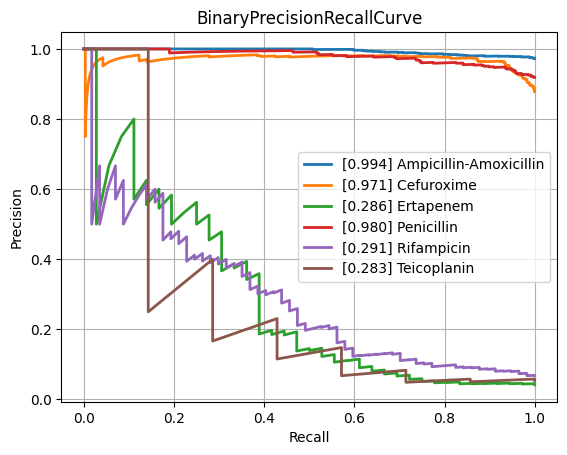 BinaryPrecisionRecallCurve
Precision
1.0
0.8
0.6
0.4
0.2
0.0
[0.994] Ampicillin-Amoxicillin
[0.971] Cefuroxime
[0.286] Ertapenem
[0.980] Penicillin
[0.291] Rifampicin
[0.283] Teicoplanin
0.0 0.2 0.4 0.6 0.8 1.0
Recall